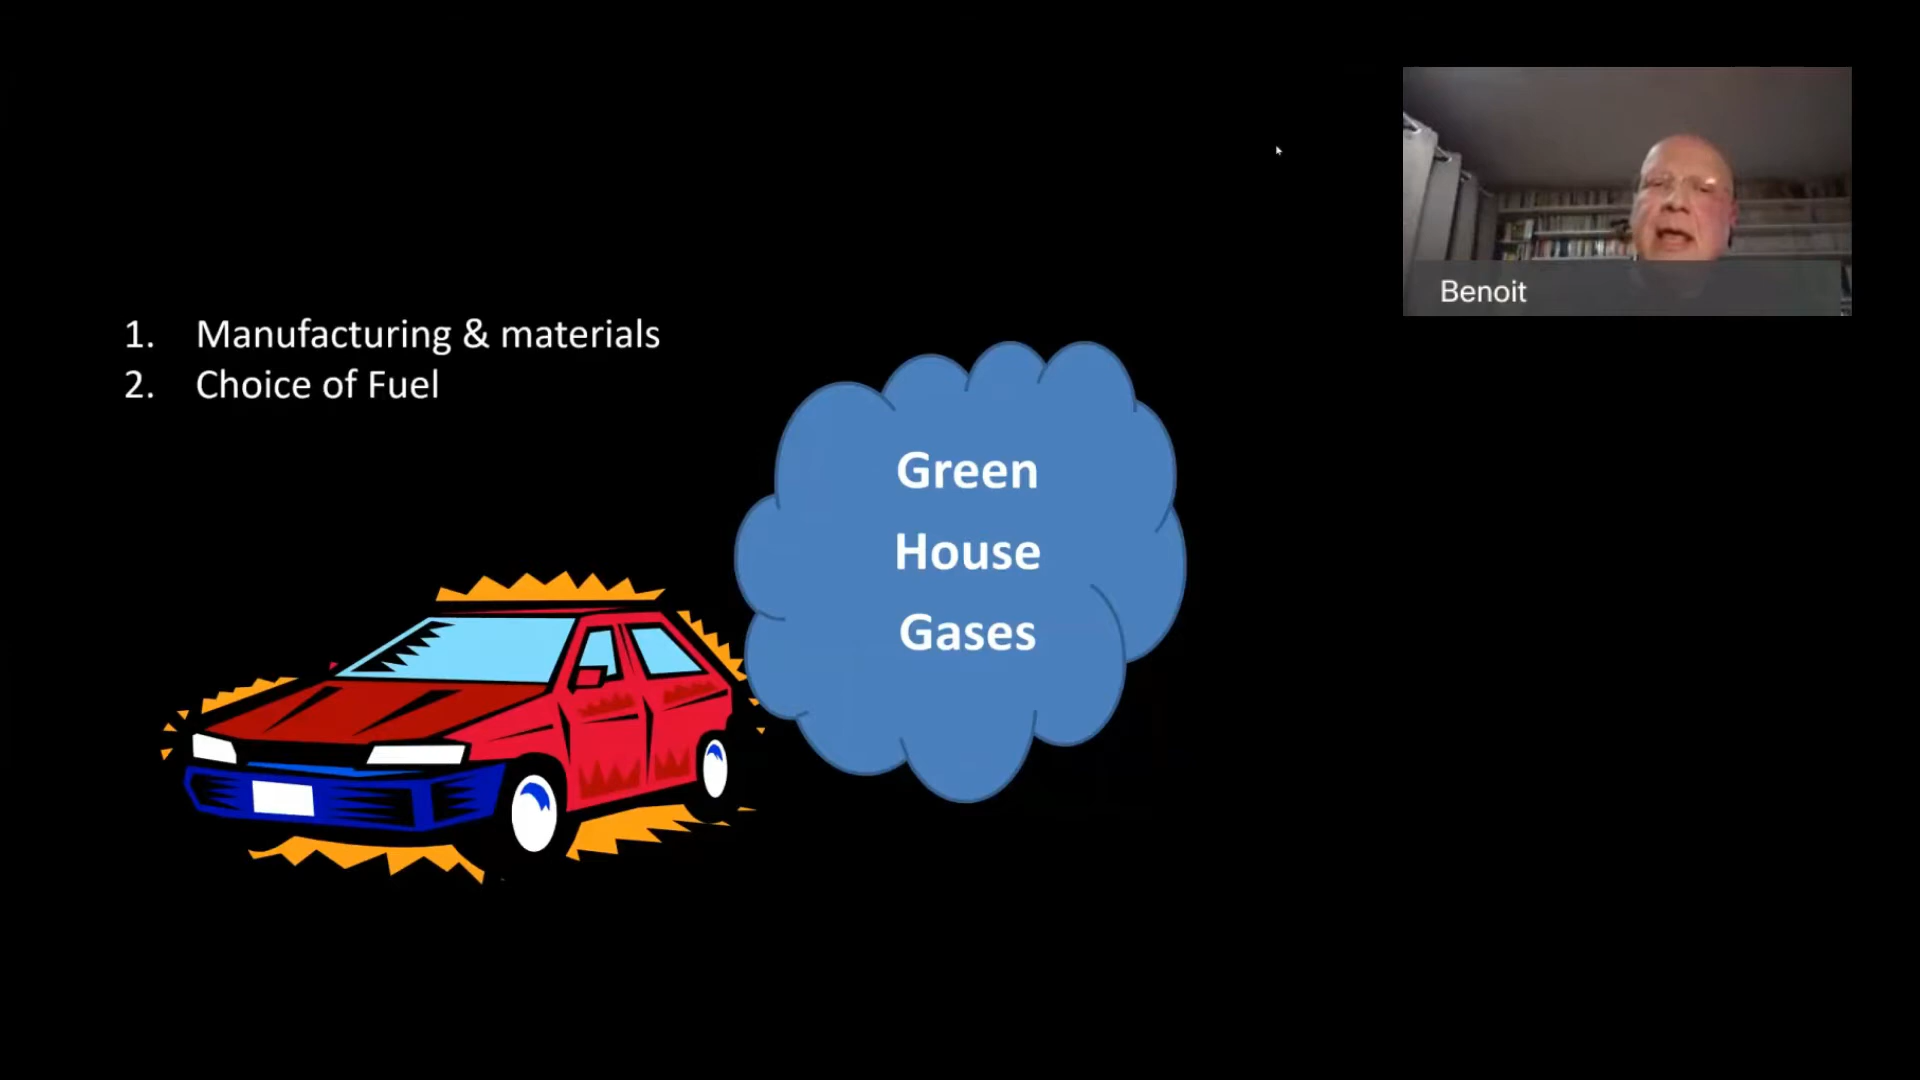 Benoit
1. Manufacturing & materials
2. Choice of Fuel
Green
House
Gases